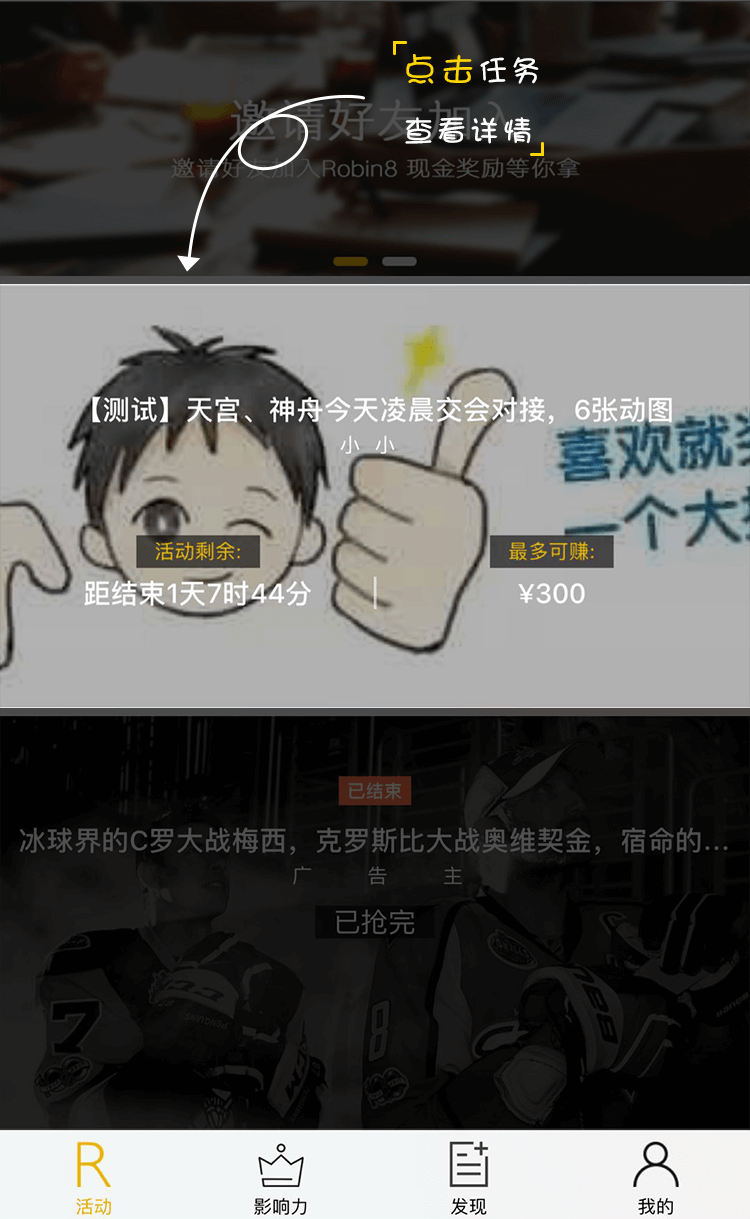 点击任务
邀请好友加入
查看详情
邀请好友加入Robin8 现金奖励等你拿
【测试】天宫、神舟今天凌晨交会对接，6张动图
小 小
喜欢就
一个大
活动剩余:
最多可赚:
距结束1天7时44分
¥300
已结束
冰球界的C罗大战梅西，克罗斯比大战奥维契金，宿命的...
广 告 主
已抢完
7
8
R
活动
影响力
发现
我的